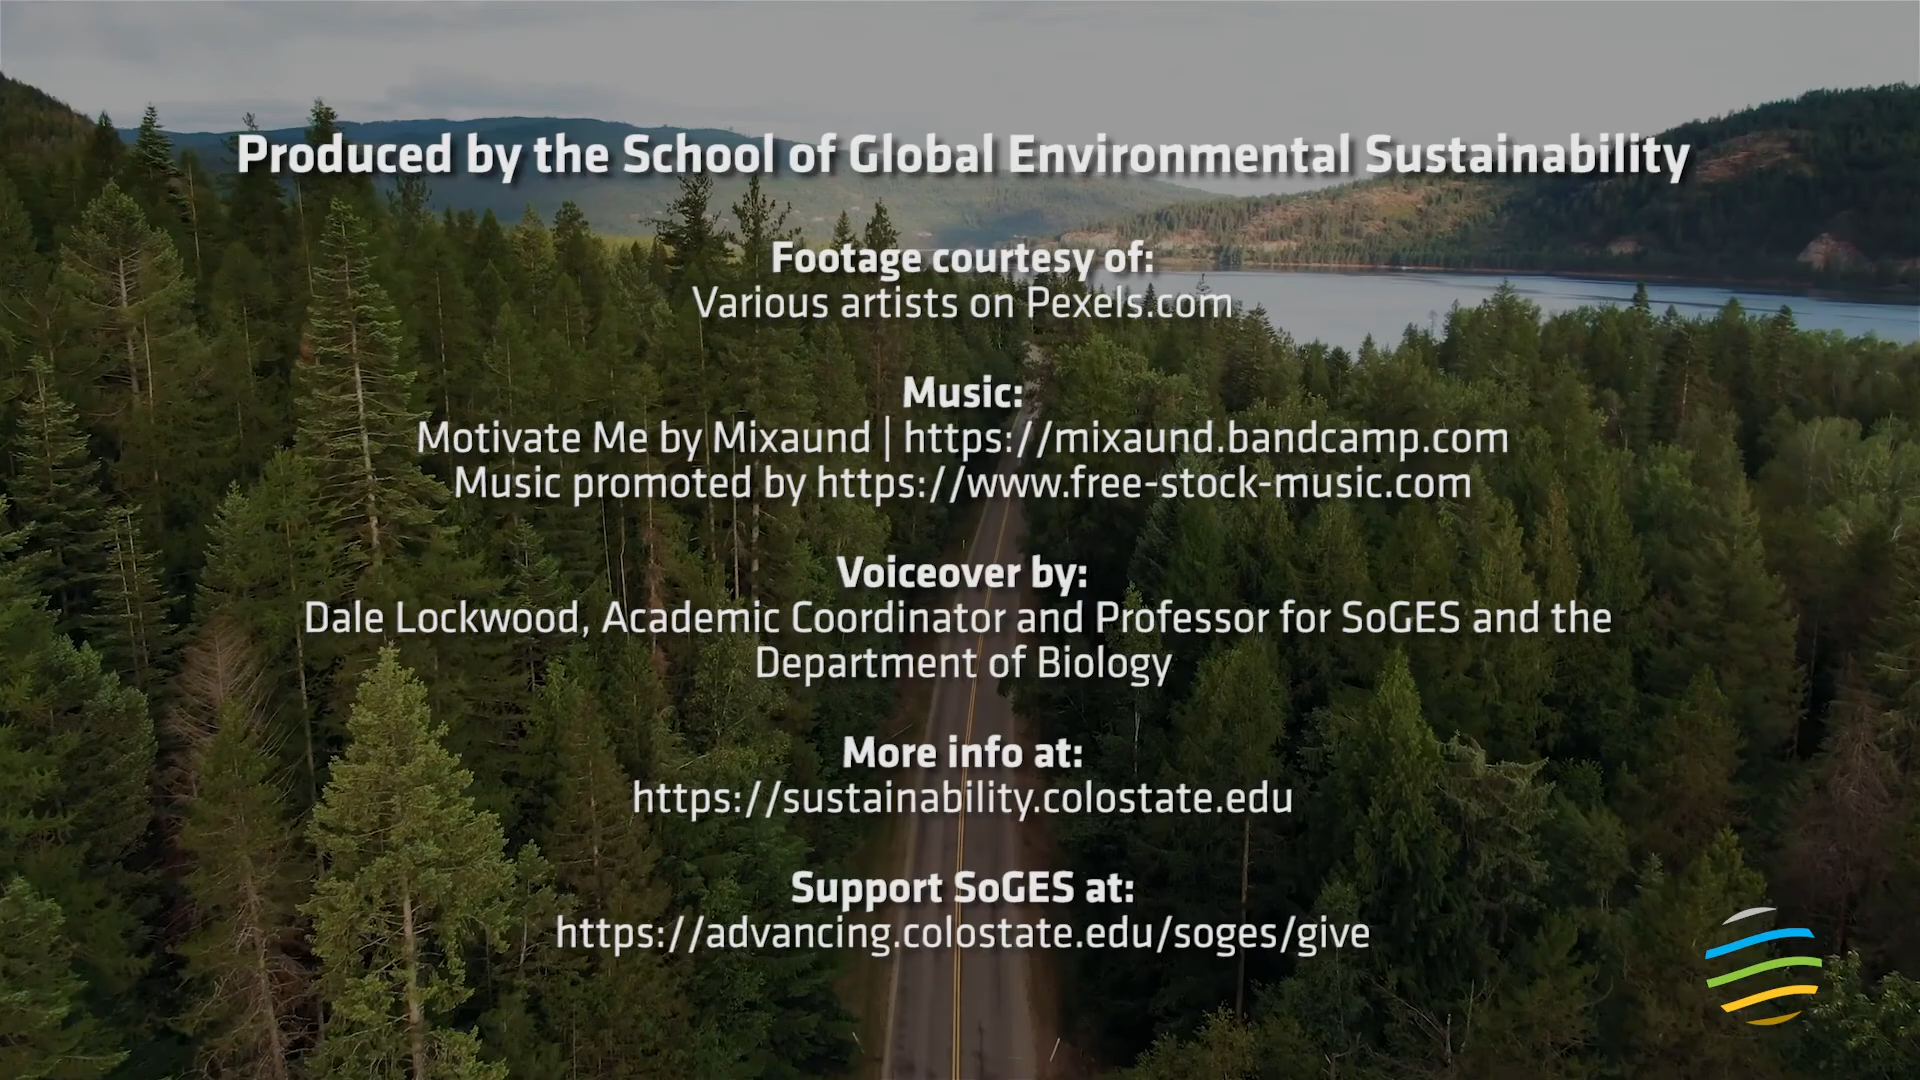 Produced by the School of Global Environmental Sustainability
Footage courtesy of:
Various artists on Pexels.com
Music:
Motivate Me by Mixaund | https://mixaund.bandcamp.com
Music promoted by https://www.free-stock-music.com
Voiceover by:
Dale Lockwood, Academic Coordinator and Professor for SoGES and the
Department of Biology
More info at:
https://sustainability.colostate.edu
Support SoGES at:
https://advancing.colostate.edu/soges/give